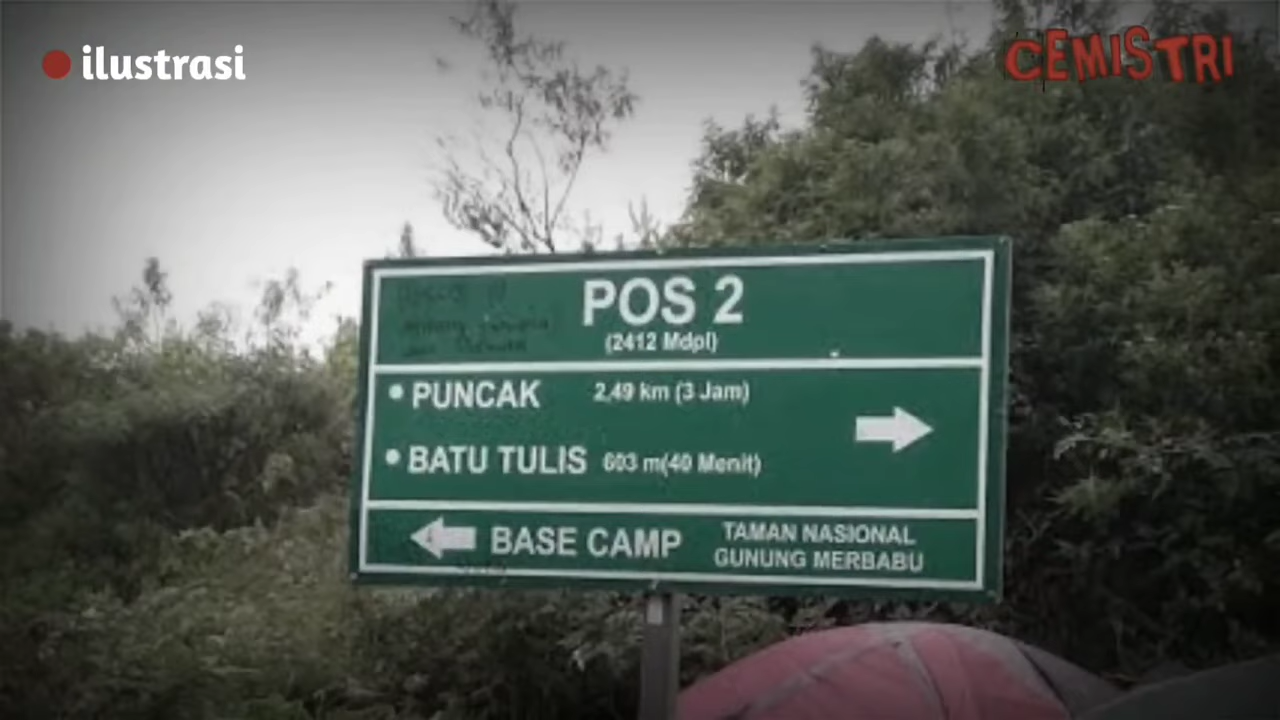 ilustrasi
CEMISTRI
POS 2
(2412 Mdpl)
PUNCAK 2,49 km (3 Jam)
BATU TULIS 603 m(40 Menit)
BASE CAMP
TAMAN NASIONAL
GUNUNG MERBABU